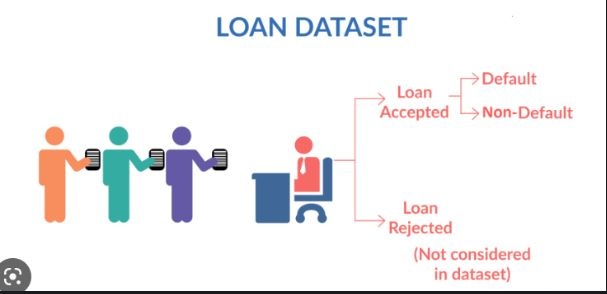 LOAN DATASET
Loan
Accepted
Default
Non-Default
Loan
Rejected
(Not considered
in dataset)